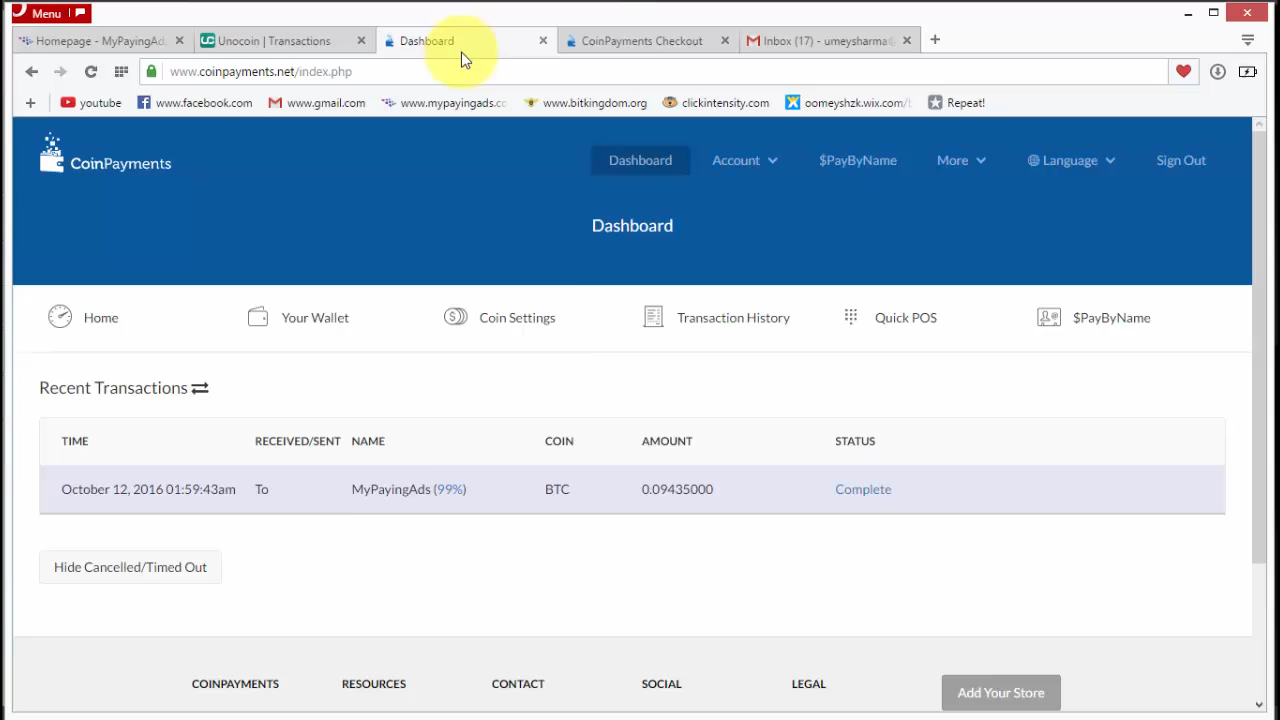 Menu
Homepage - MyPayingAd
Unocoin | Transactions
Dashboard
CoinPayments Checkout
Inbox (17) - umeysharma
www.coinpayments.net/index.php
youtube
www.facebook.com
www.gmail.com
www.mypayingads.co
www.bitkingdom.org
clickintensity.com
oomeyshzk.wix.com/
Repeat!
CoinPayments
Dashboard
Account
$PayByName
More
Language
Sign Out
Dashboard
Home
Your Wallet
Coin Settings
Transaction History
Quick POS
$PayByName
Recent Transactions
TIME RECEIVED/SENT NAME COIN AMOUNT STATUS
October 12, 2016 01:59:43am To MyPayingAds (99%) BTC 0.09435000 Complete
Hide Cancelled/Timed Out
COINPAYMENTS RESOURCES CONTACT SOCIAL LEGAL
Add Your Store